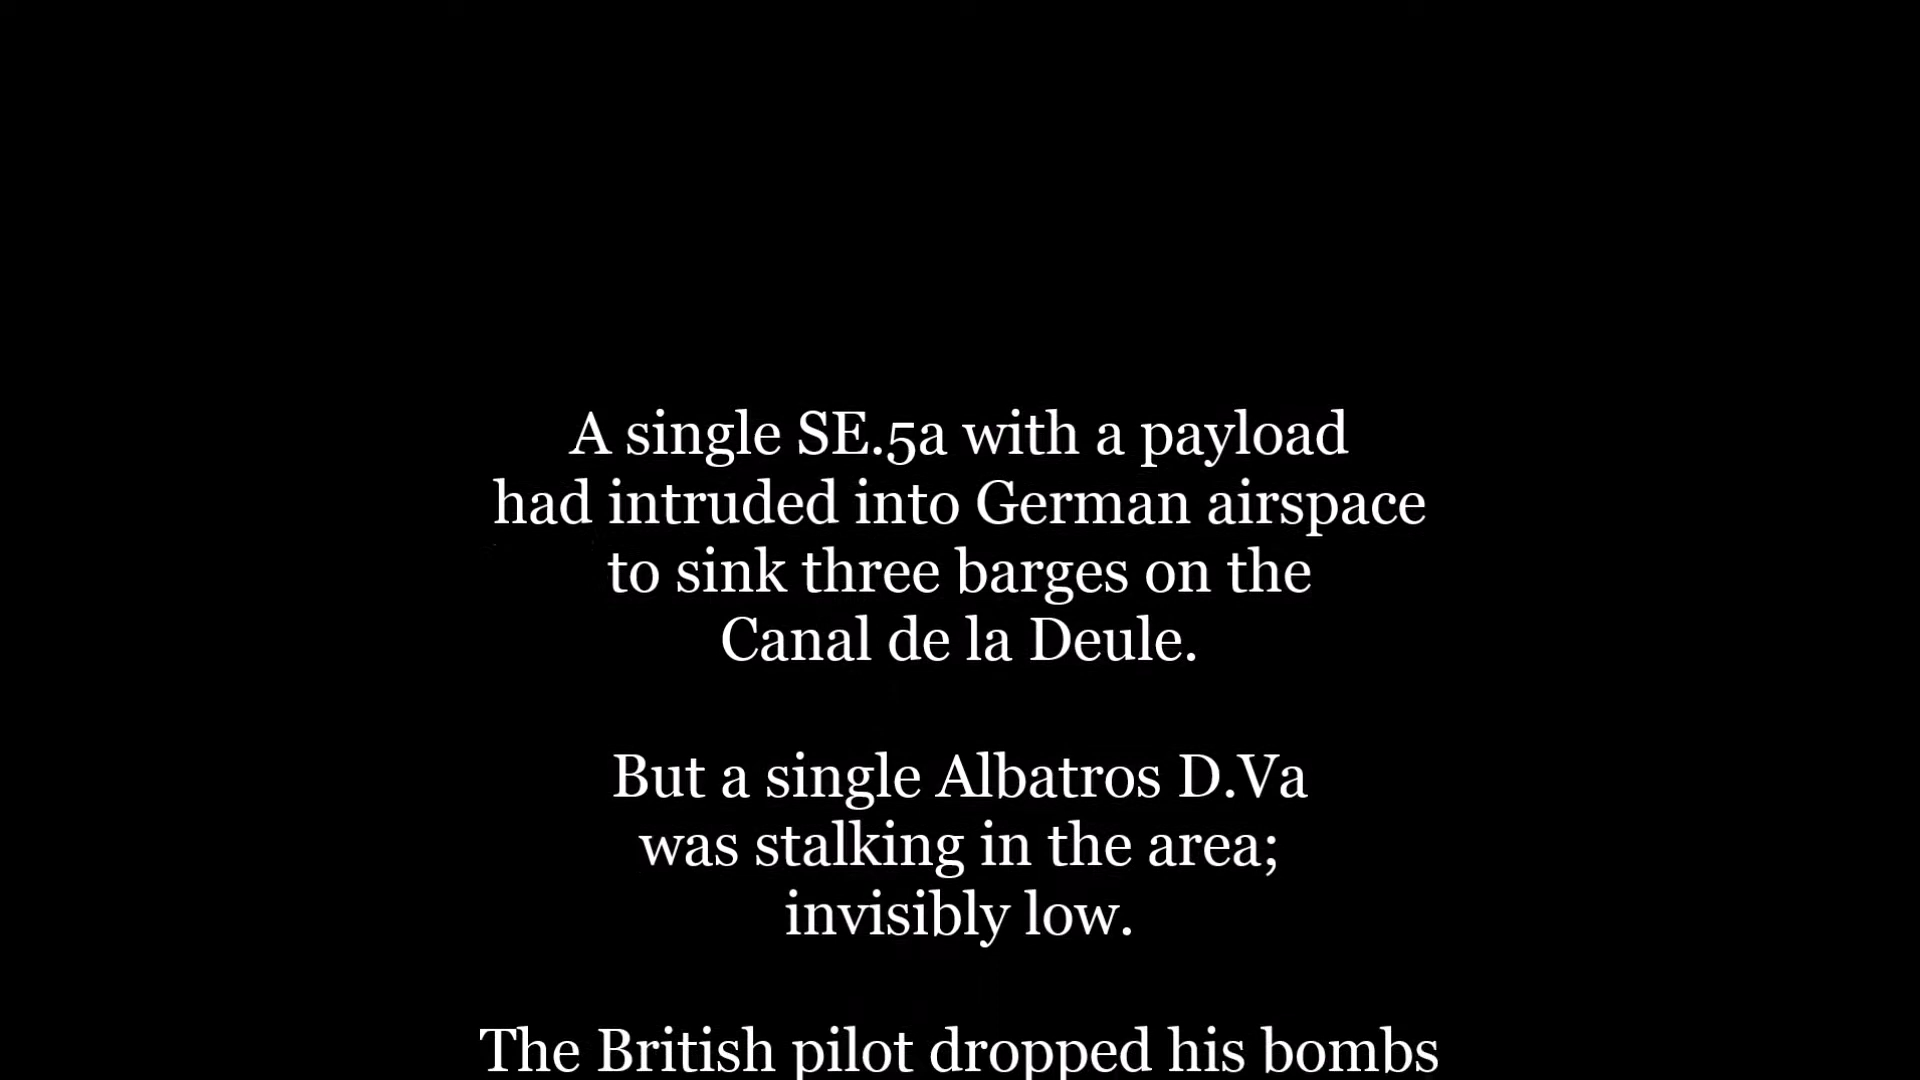 A single SE.5a with a payload
had intruded into German airspace
to sink three barges on the
Canal de la Deule.
But a single Albatros D.Va
was stalking in the area;
invisibly low.
The British pilot dropped his bombs